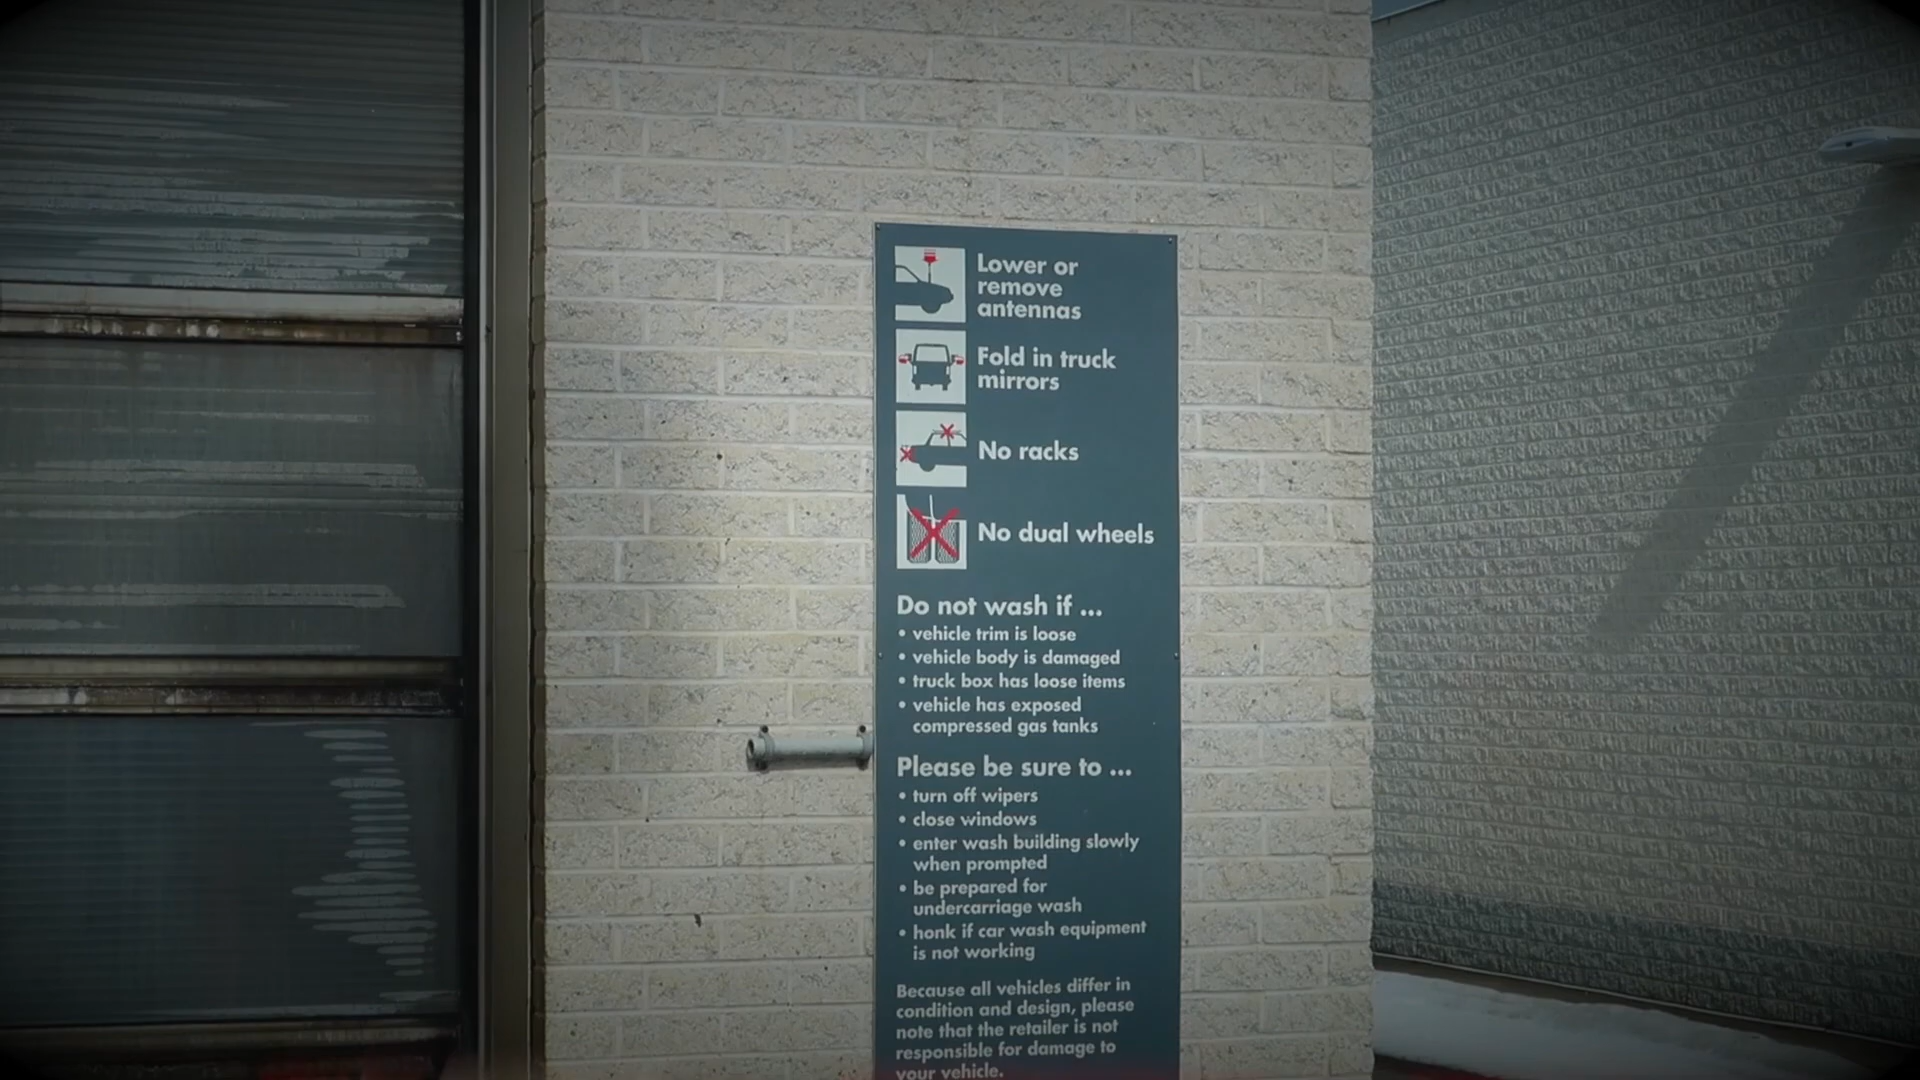 Lower or
remove
antennas
Fold in truck
mirrors
No racks
No dual wheels
Do not wash if ...
• vehicle trim is loose
• vehicle body is damaged
• truck box has loose items
• vehicle has exposed
compressed gas tanks
Please be sure to ...
• turn off wipers
• close windows
• enter wash building slowly
when prompted
• be prepared for
undercarriage wash
• honk if car wash equipment
is not working
Because all vehicles differ in
condition and design, please
note that the retailer is not
responsible for damage to
your vehicle.